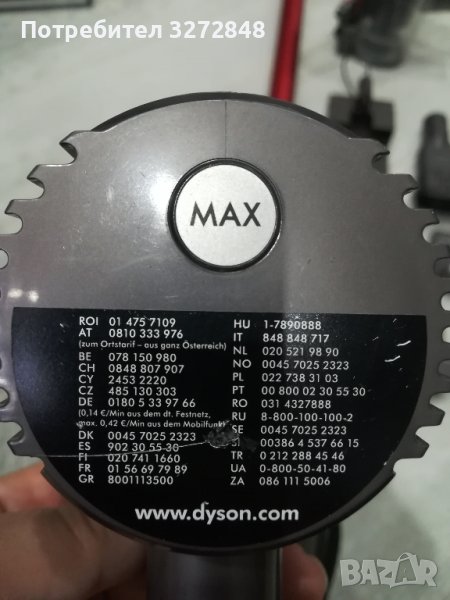 Потребител 3272848
MAX
ROI 01 475 7109
AT 0810 333 976
(zum Ortstarif – aus ganz Österreich)
BE 078 150 980
CH 0848 807 907
CY 2453 2220
CZ 485 130 303
DE 0180 5 33 97 66
(0,14 €/Min aus dem dt. Festnetz,
max. 0,42 €/Min aus dem Mobilfunk)
DK 0045 7025 2323
ES 902 30 55 30
FI 020 741 1660
FR 01 56 69 79 89
GR 8001113500
HU 1-7890888
IT 848 848 717
NL 020 521 98 90
NO 0045 7025 2323
PL 022 738 31 03
PT 00 800 02 30 55 30
RO 031 4327888
RU 8-800-100-100-2
SE 0045 7025 2323
00386 4 537 66 15
TR 0 212 288 45 46
UA 0-800-50-41-80
ZA 086 111 5006
www.dyson.com
BAZAR